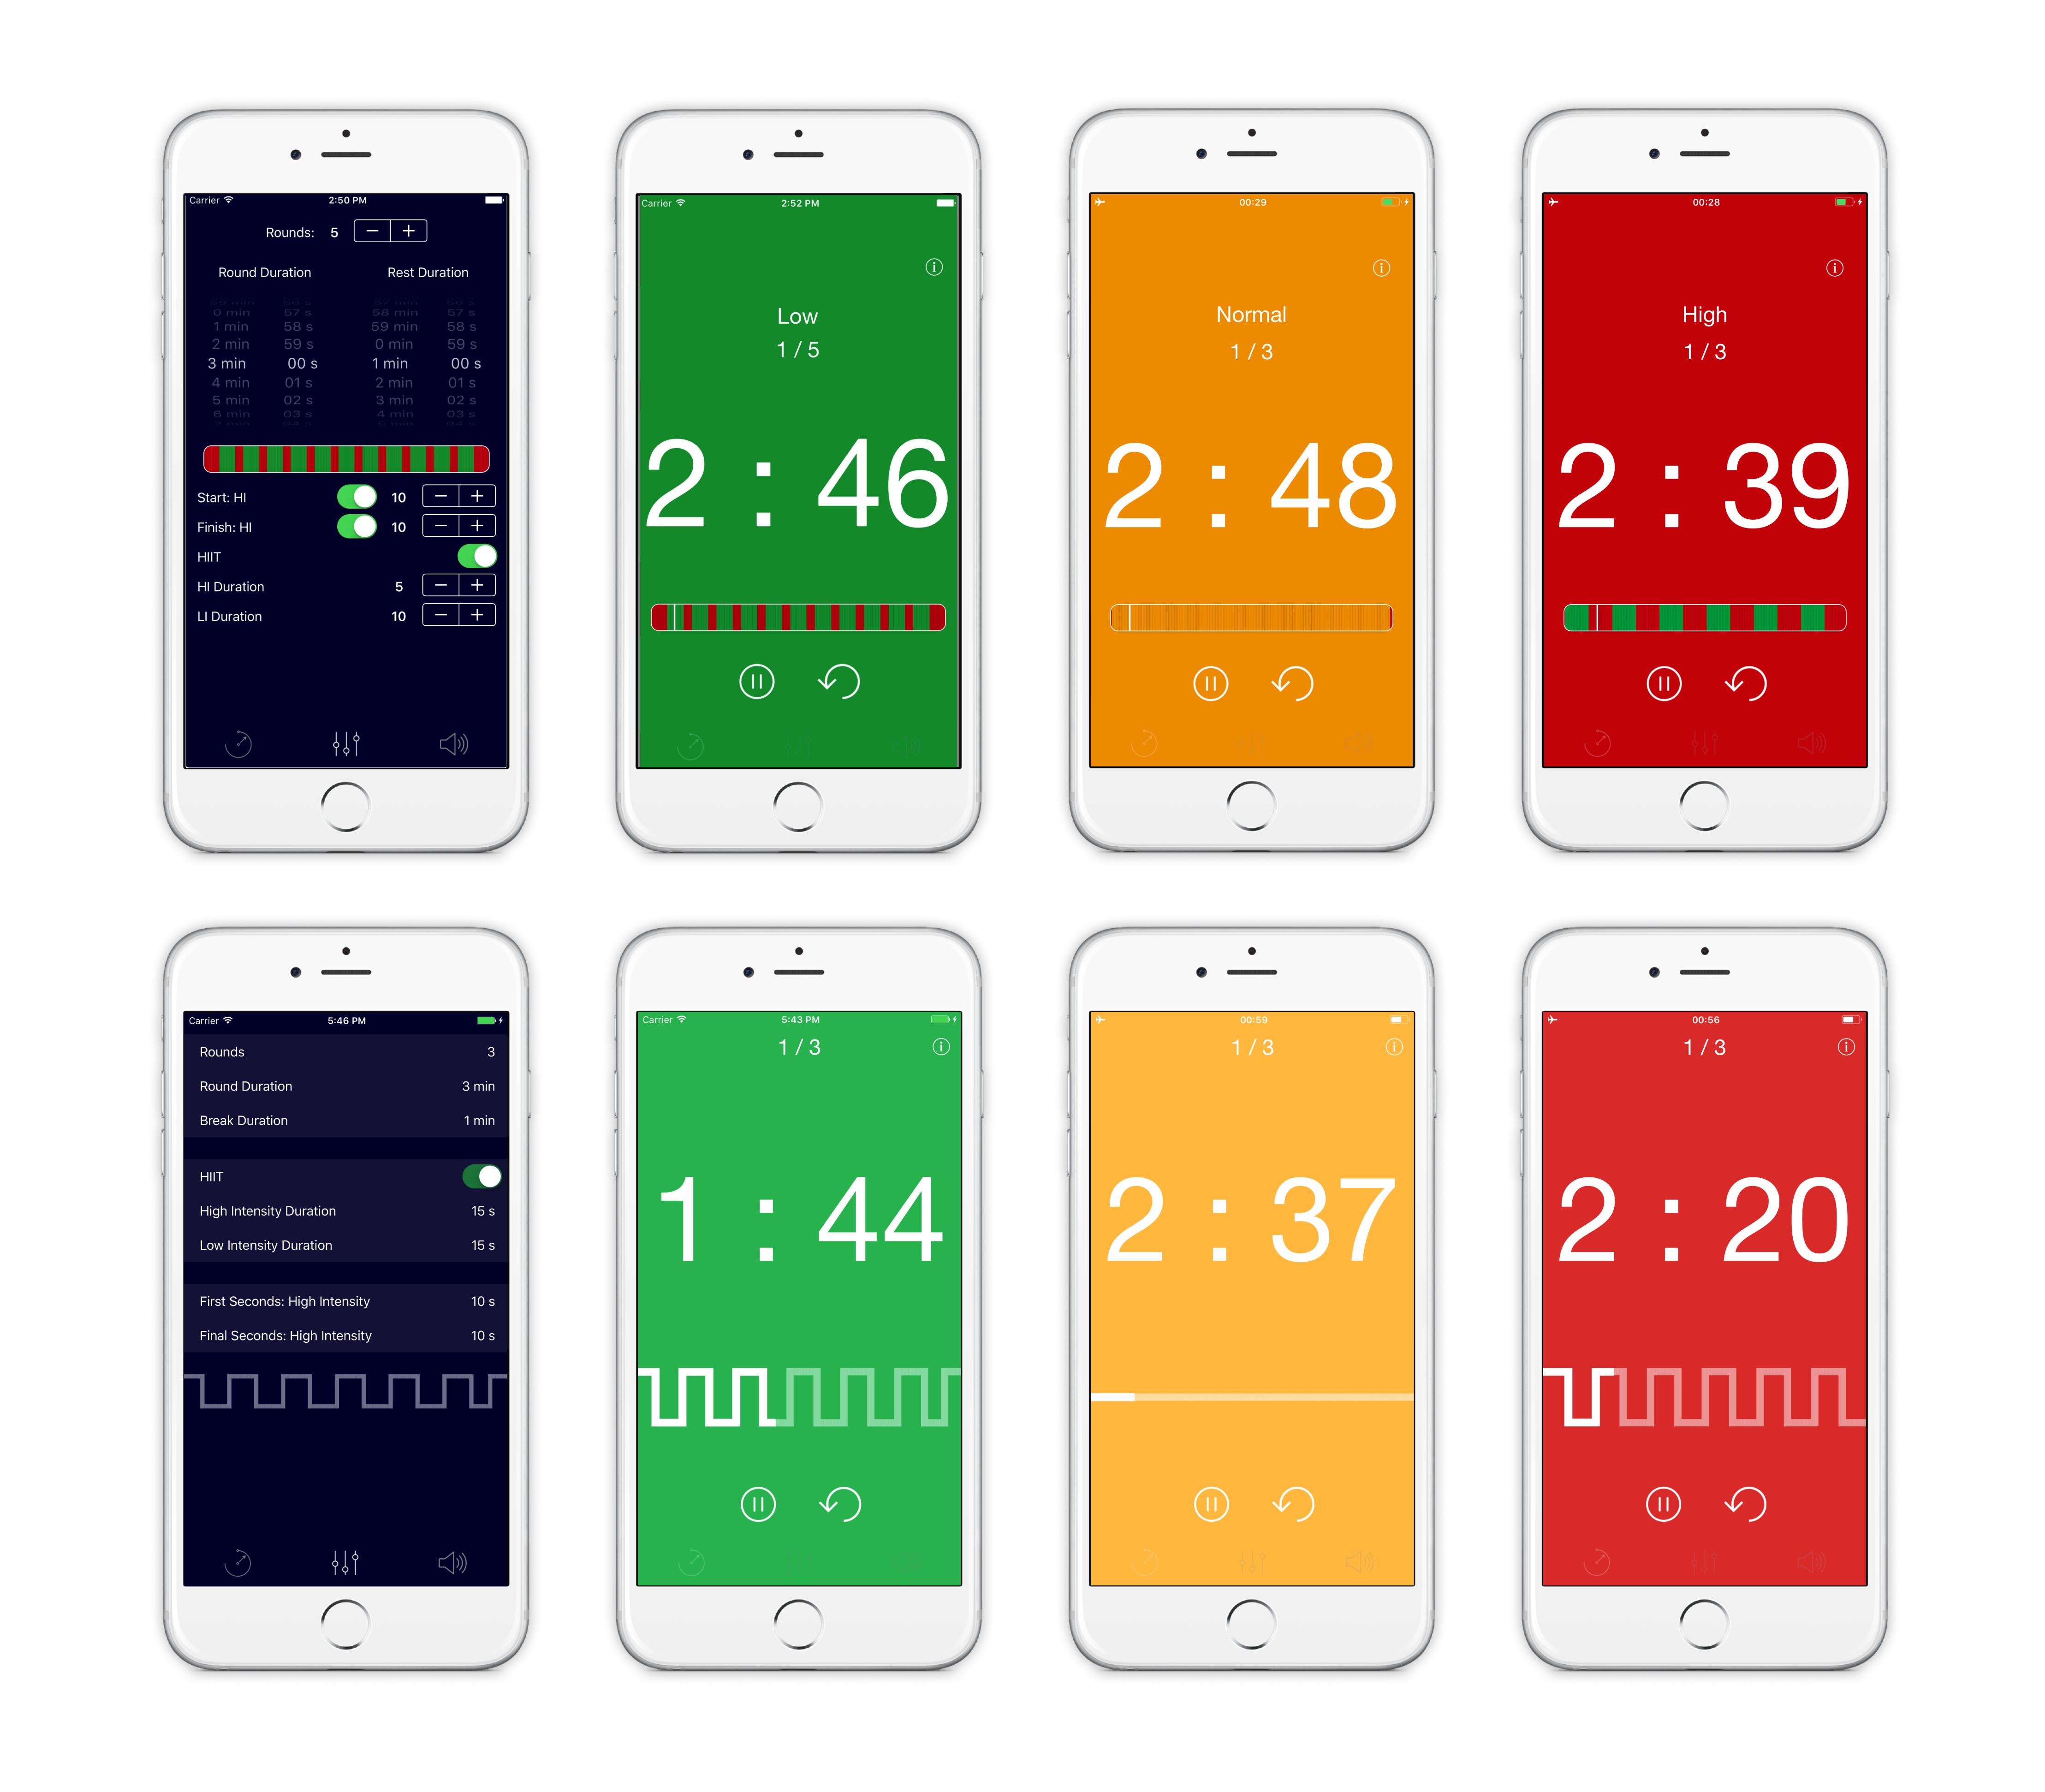 Carrier 2:50 PM
Rounds: 5 − +
Round Duration Rest Duration
0 min 57 s 58 min 57 s
1 min 58 s 59 min 58 s
2 min 59 s 0 min 59 s
3 min 00 s 1 min 00 s
4 min 01 s 2 min 01 s
5 min 02 s 3 min 02 s
6 min 03 s 4 min 03 s
Start: HI 10 − +
Finish: HI 10 − +
HIIT
HI Duration 5 − +
LI Duration 10 − +
Carrier 2:52 PM
Low
1 / 5
2 : 46
00:29
Normal
1 / 3
2 : 48
00:28
High
1 / 3
2 : 39
Carrier 5:46 PM
Rounds 3
Round Duration 3 min
Break Duration 1 min
HIIT
High Intensity Duration 15 s
Low Intensity Duration 15 s
First Seconds: High Intensity 10 s
Final Seconds: High Intensity 10 s
Carrier 5:43 PM
1 / 3
1 : 44
00:59
1 / 3
2 : 37
00:56
1 / 3
2 : 20